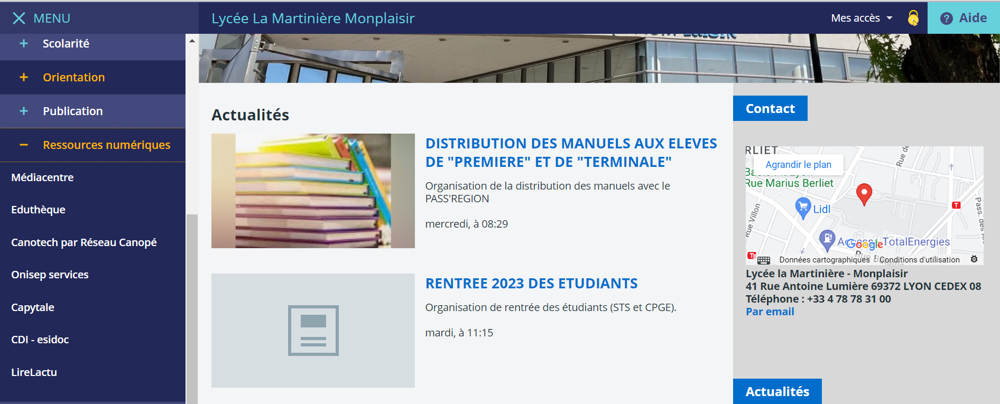 MENU
Lycée La Martinière Monplaisir
Mes accès
? Aide
Scolarité
Orientation
Publication
Ressources numériques
Médiacentre
Eduthèque
Canotech par Réseau Canopé
Onisep services
Capytale
CDI - esidoc
LireLactu
Actualités
DISTRIBUTION DES MANUELS AUX ELEVES
DE "PREMIERE" ET DE "TERMINALE"
Organisation de la distribution des manuels avec le
PASS'REGION
mercredi, à 08:29
RENTREE 2023 DES ETUDIANTS
Organisation de rentrée des étudiants (STS et CPGE).
mardi, à 11:15
Contact
RLIET
Agrandir le plan
Rue Marius Berliet
Rue de
Lidl
Rue Villon
Pass. des
T
TotalEnergies
Google
T
Données cartographiques
Conditions d'utilisation
Lycée la Martinière - Monplaisir
41 Rue Antoine Lumière 69372 LYON CEDEX 08
Téléphone : +33 4 78 78 31 00
Par email
Actualités